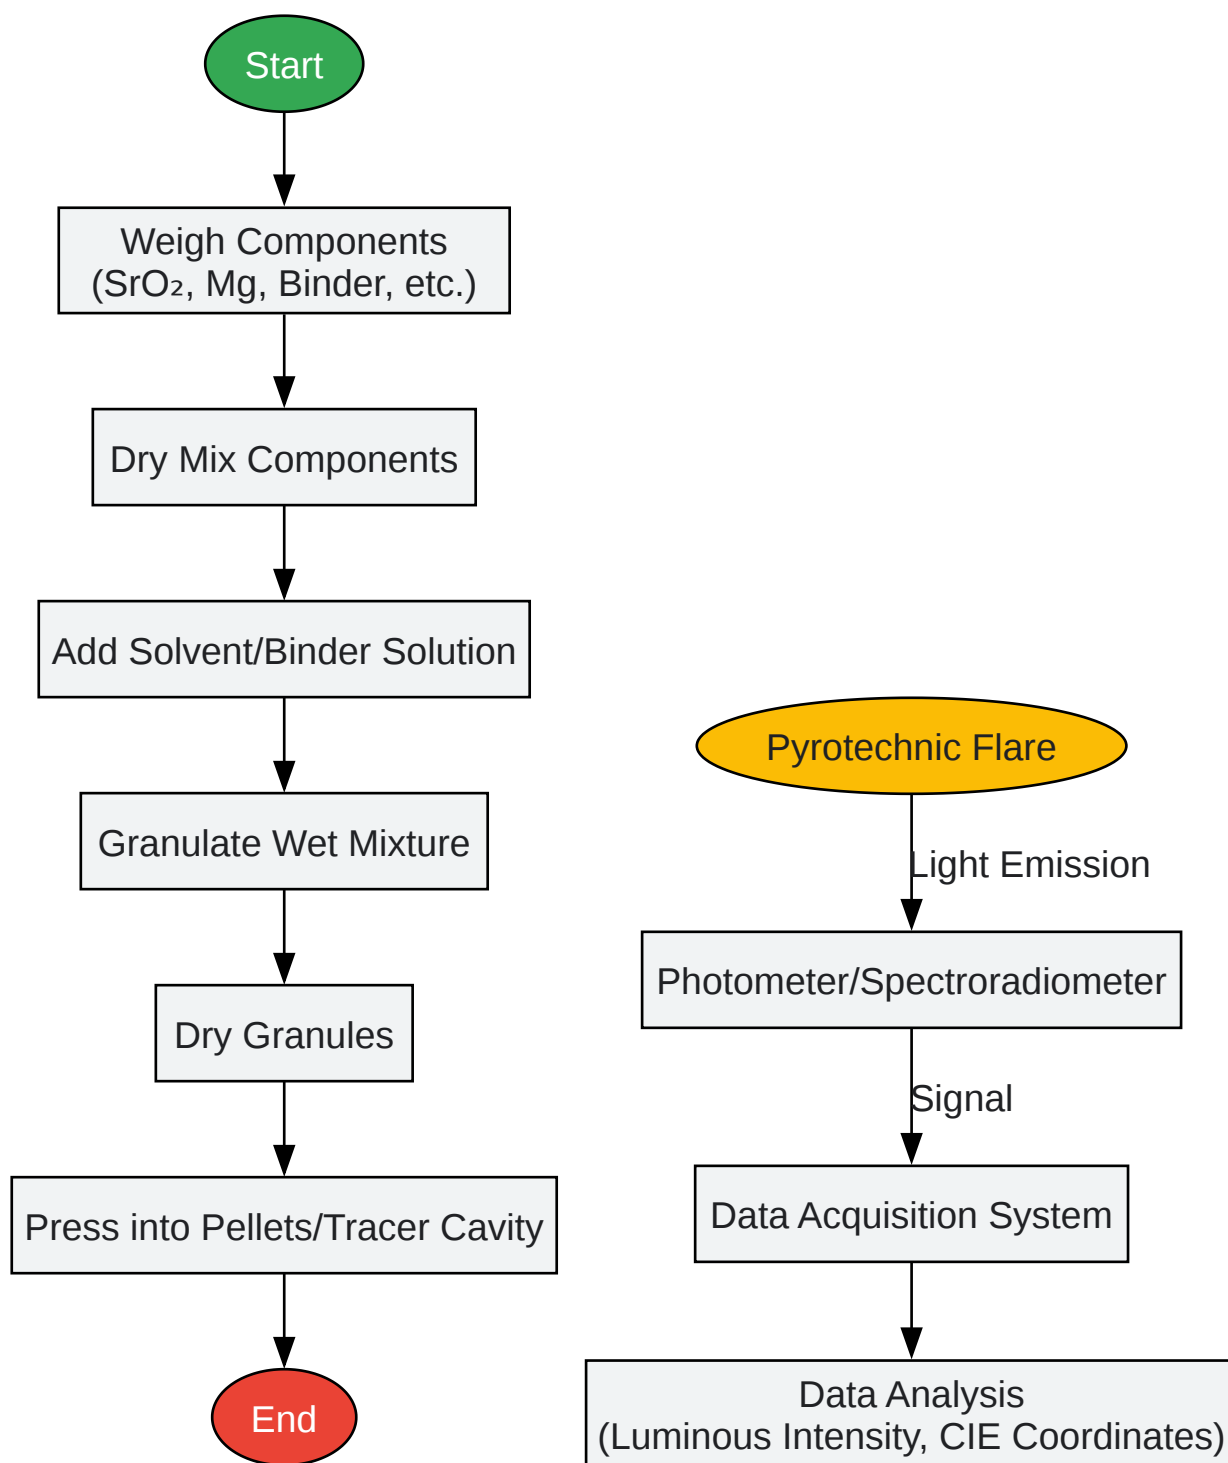 Start
Weigh Components
(SrO₂, Mg, Binder, etc.)
Dry Mix Components
Add Solvent/Binder Solution
Granulate Wet Mixture
Dry Granules
Press into Pellets/Tracer Cavity
End
Pyrotechnic Flare
Light Emission
Photometer/Spectroradiometer
Signal
Data Acquisition System
Data Analysis
(Luminous Intensity, CIE Coordinates)